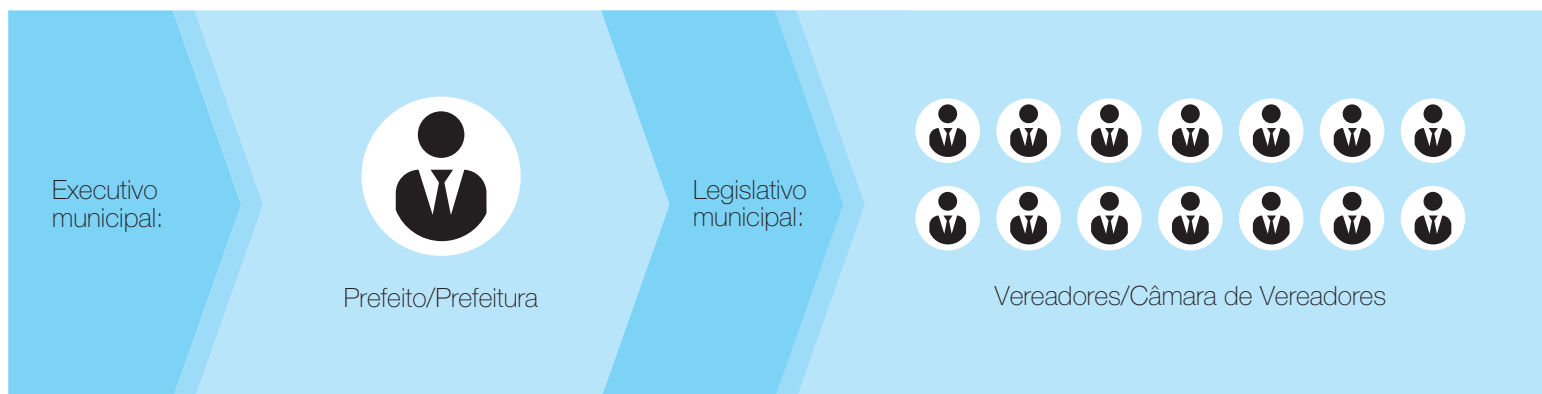 Executivo
municipal:
Prefeito/Prefeitura
Legislativo
municipal:
Vereadores/Câmara de Vereadores